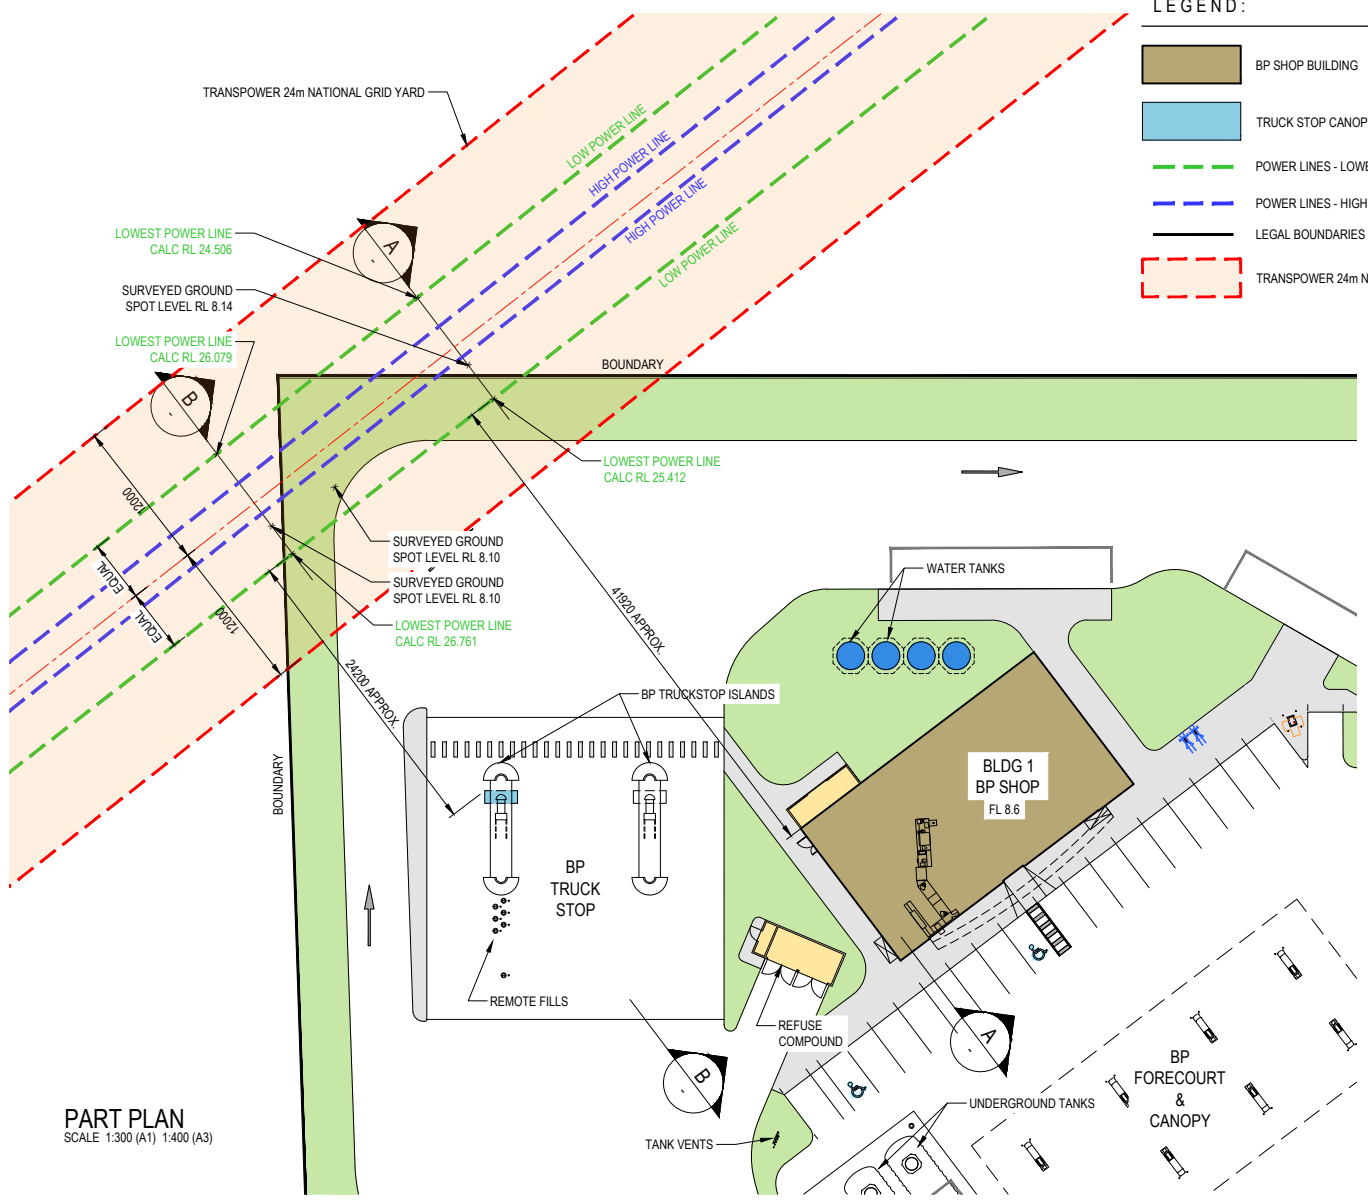 LEGEND:
BP SHOP BUILDING
TRUCK STOP CANOP
POWER LINES - LOWE
POWER LINES - HIGH
LEGAL BOUNDARIES
TRANSPOWER 24m N
TRANSPOWER 24m NATIONAL GRID YARD
LOW POWER LINE
HIGH POWER LINE
HIGH POWER LINE
LOW POWER LINE
LOWEST POWER LINE
CALC RL 24.506
A
-
SURVEYED GROUND
SPOT LEVEL RL 8.14
LOWEST POWER LINE
CALC RL 26.079
B
-
BOUNDARY
LOWEST POWER LINE
CALC RL 25.412
12000
EQUAL
EQUAL
12000
SURVEYED GROUND
SPOT LEVEL RL 8.10
SURVEYED GROUND
SPOT LEVEL RL 8.10
LOWEST POWER LINE
CALC RL 26.761
41920 APPROX.
24200 APPROX.
WATER TANKS
BP TRUCKSTOP ISLANDS
BOUNDARY
BLDG 1
BP SHOP
FL 8.6
BP
TRUCK
STOP
REMOTE FILLS
REFUSE
COMPOUND
A
-
B
-
BP
FORECOURT
&
CANOPY
UNDERGROUND TANKS
TANK VENTS
PART PLAN
SCALE 1:300 (A1) 1:400 (A3)